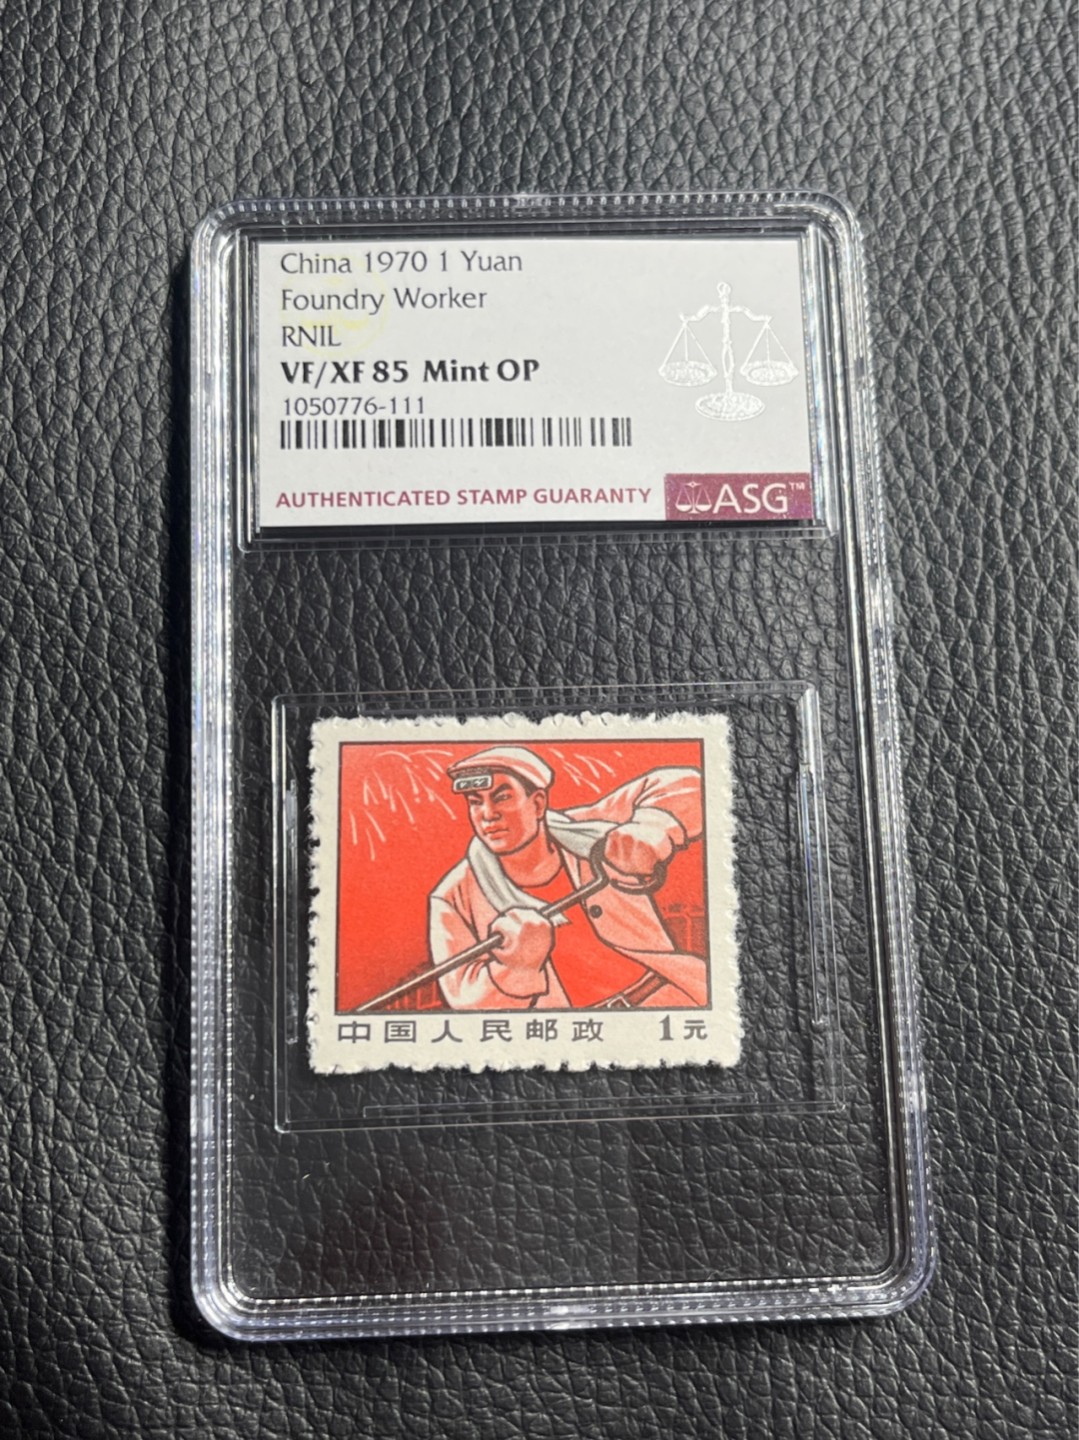 China 1970 1 Yuan
Foundry Worker
RNIL
VF/XF 85 Mint OP
1050776-111
AUTHENTICATED STAMP GUARANTY ASG™
中国人民邮政 1元